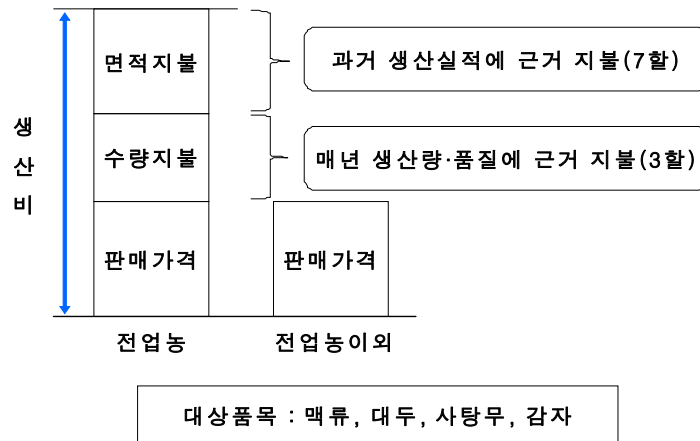 면적지불
과거 생산실적에 근거 지불(7할)
생산비
수량지불
매년 생산량·품질에 근거 지불(3할)
판매가격
판매가격
전업농
전업농이외
대상품목 : 맥류, 대두, 사탕무, 감자